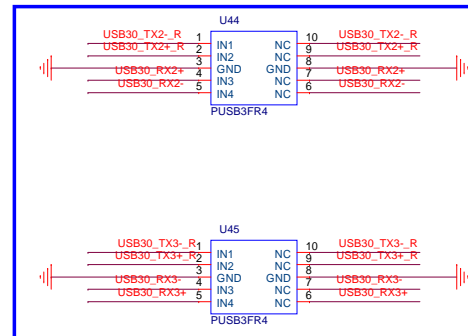 U44
USB30_TX2-_R 1 IN1 NC 10 USB30_TX2-_R
USB30_TX2+_R 2 IN2 NC 9 USB30_TX2+_R
3 GND GND 8
USB30_RX2+ 4 IN3 NC 7 USB30_RX2+
USB30_RX2- 5 IN4 NC 6 USB30_RX2-
PUSB3FR4
U45
USB30_TX3-_R 1 IN1 NC 10 USB30_TX3-_R
USB30_TX3+_R 2 IN2 NC 9 USB30_TX3+_R
3 GND GND 8
USB30_RX3- 4 IN3 NC 7 USB30_RX3-
USB30_RX3+ 5 IN4 NC 6 USB30_RX3+
PUSB3FR4